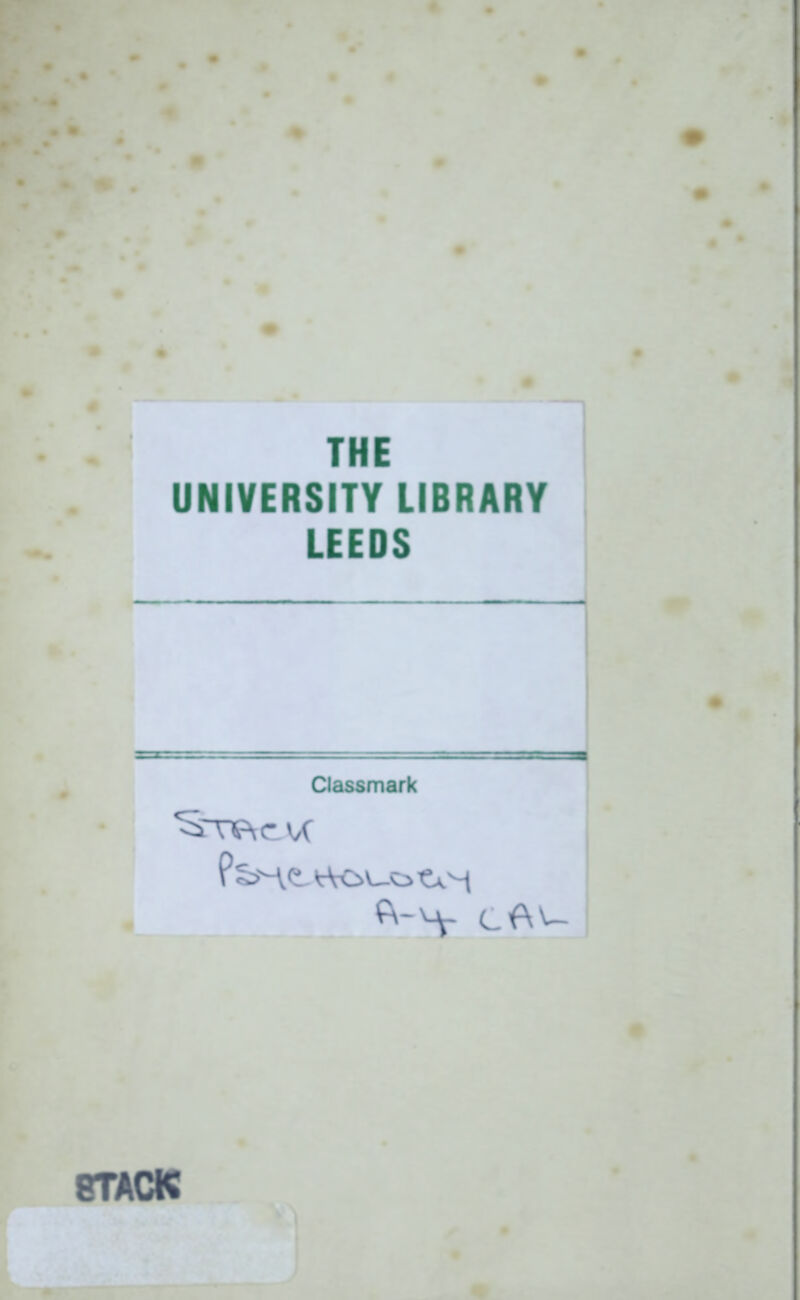 THE
UNIVERSITY LIBRARY
LEEDS
Classmark
STACK
PSYCHOLOGY
A-4 CAL
STACK